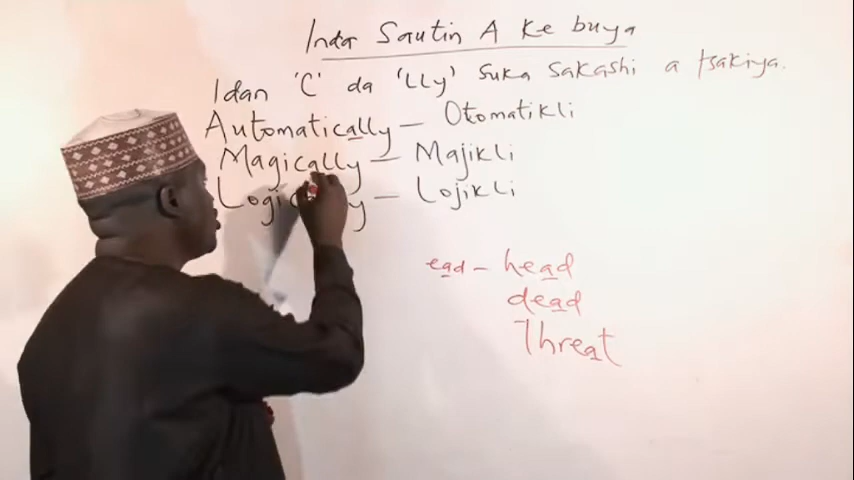 Inda Sautin A Ke buya
Idan 'C' da 'LLy' suka sakashi a tsakiya.
Automatically – Otomatikli
Magically – Majikli
– Lojikli
ead – head
dead
Threat